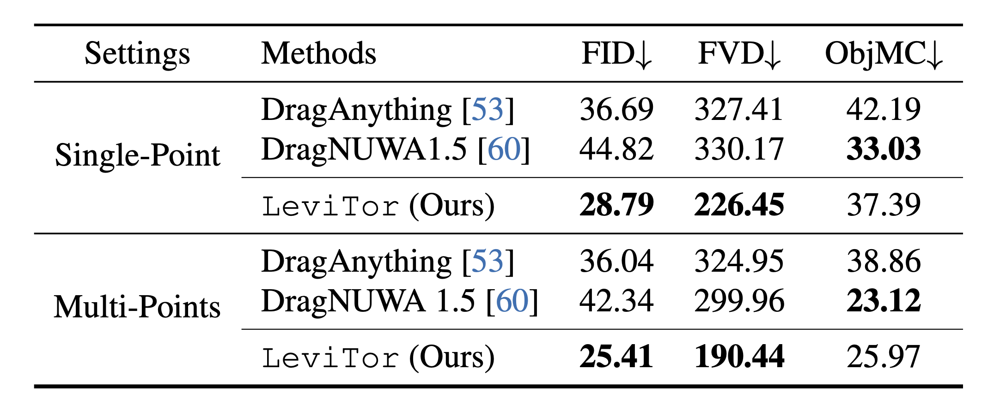 Settings Methods FID↓ FVD↓ ObjMC↓
DragAnything [53] 36.69 327.41 42.19
Single-Point
DragNUWA1.5 [60] 44.82 330.17 33.03
LeviTor (Ours) 28.79 226.45 37.39
DragAnything [53] 36.04 324.95 38.86
Multi-Points
DragNUWA 1.5 [60] 42.34 299.96 23.12
LeviTor (Ours) 25.41 190.44 25.97